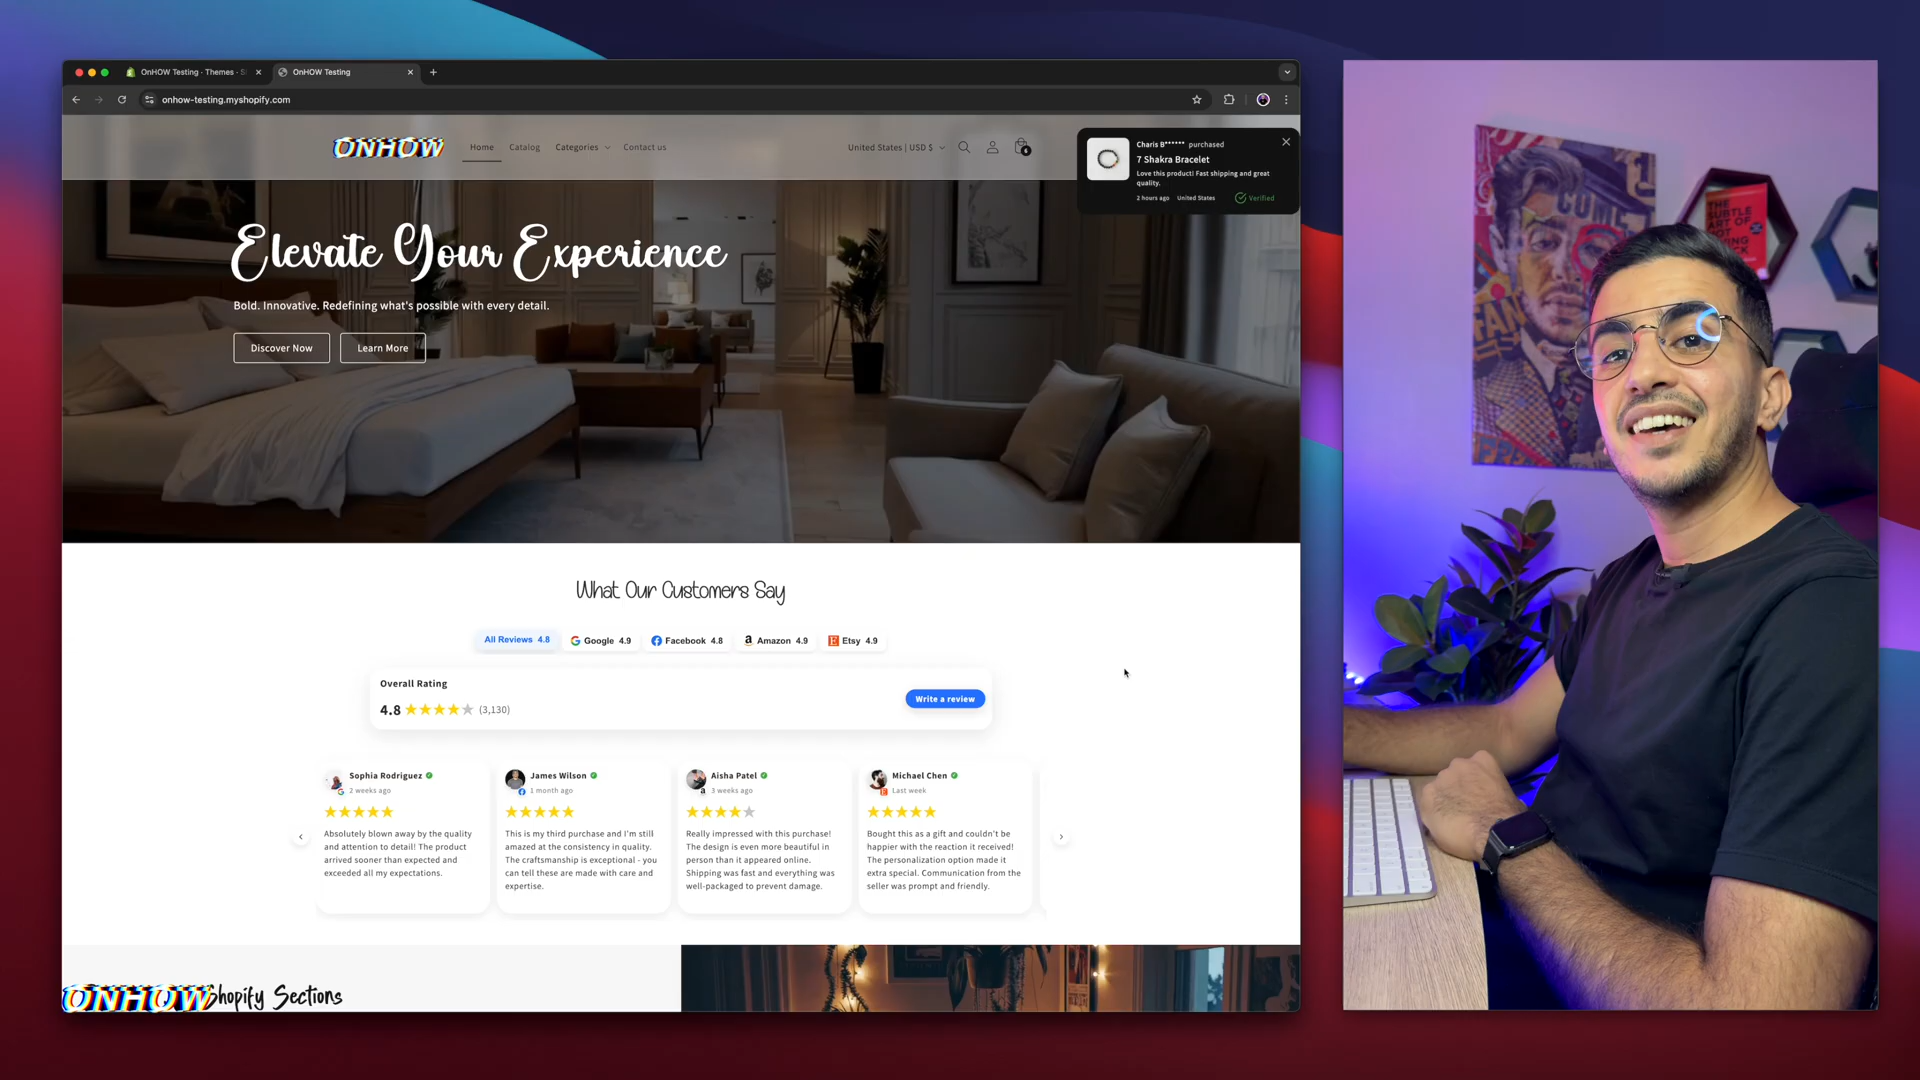 OnHOW Testing · Themes · S
OnHOW Testing
onhow-testing.myshopify.com
ONHOW
Home
Catalog
Categories
Contact us
United States | USD $
6
Charis B****** purchased
7 Shakra Bracelet
Love this product! Fast shipping and great
quality.
2 hours ago
United States
Verified
Elevate Your Experience
Bold. Innovative. Redefining what's possible with every detail.
Discover Now
Learn More
What Our Customers Say
All Reviews 4.8
Google 4.9
Facebook 4.8
Amazon 4.9
Etsy 4.9
Overall Rating
4.8 (3,130)
Write a review
Sophia Rodriguez
2 weeks ago
Absolutely blown away by the quality
and attention to detail! The product
arrived sooner than expected and
exceeded all my expectations.
James Wilson
1 month ago
This is my third purchase and I'm still
amazed at the consistency in quality.
The craftsmanship is exceptional - you
can tell these are made with care and
expertise.
Aisha Patel
3 weeks ago
Really impressed with this purchase!
The design is even more beautiful in
person than it appeared online.
Shipping was fast and everything was
well-packaged to prevent damage.
Michael Chen
Last week
Bought this as a gift and couldn't be
happier with the reaction it received!
The personalization option made it
extra special. Communication from the
seller was prompt and friendly.
ONHOW
Shopify Sections
COME
THE
SUBTLE
ART OF